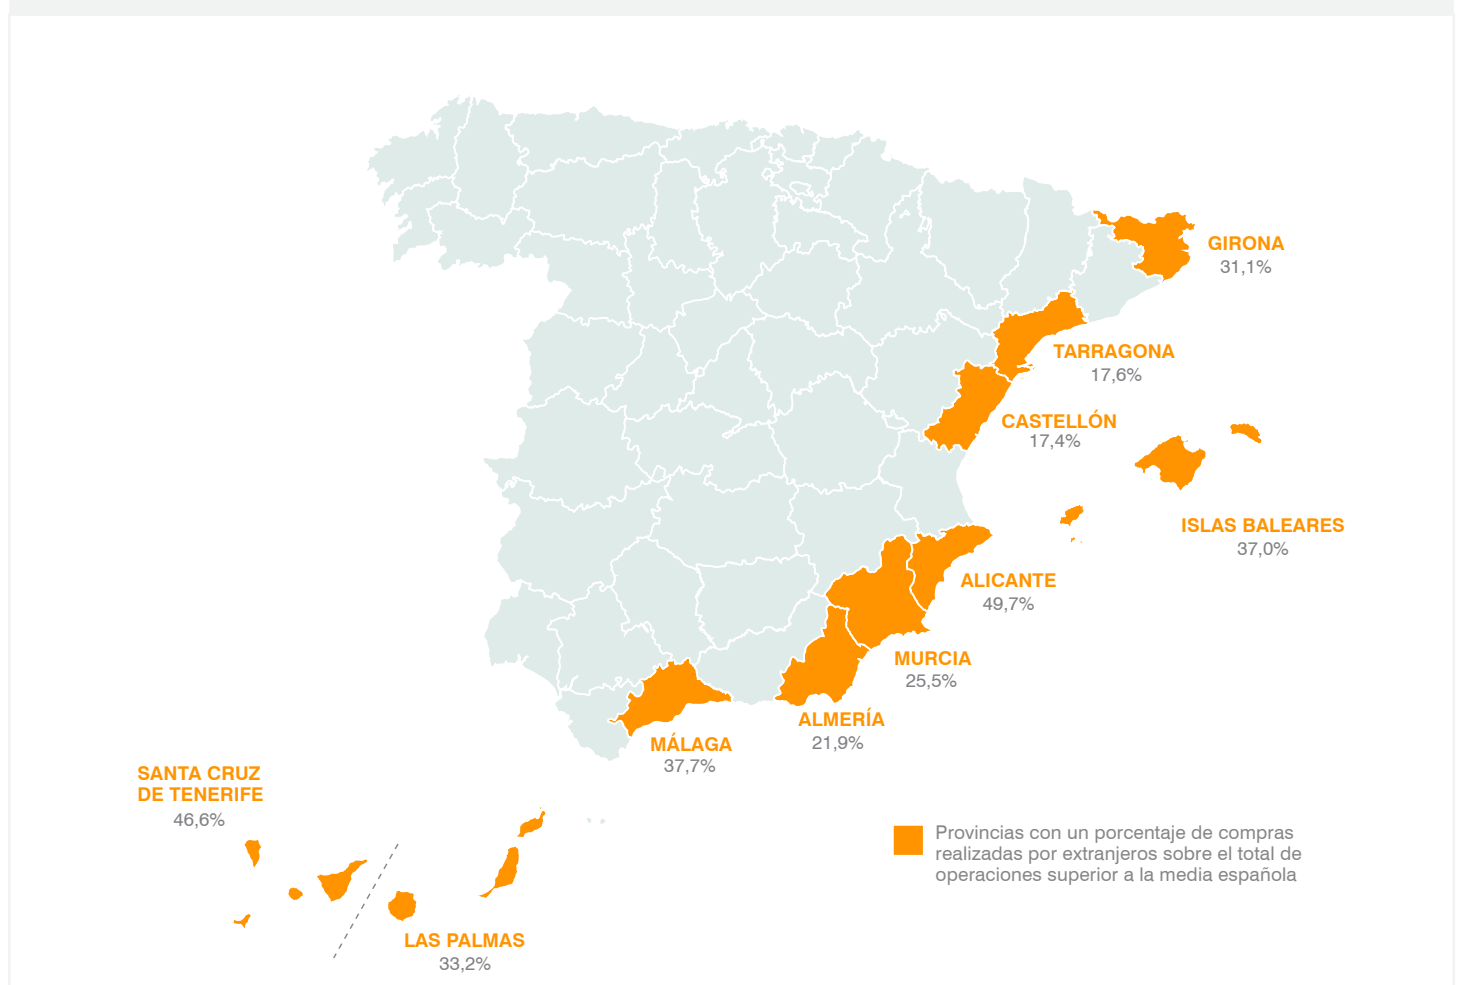 GIRONA
31,1%
TARRAGONA
17,6%
CASTELLÓN
17,4%
ISLAS BALEARES
37,0%
ALICANTE
49,7%
MURCIA
25,5%
ALMERÍA
21,9%
MÁLAGA
37,7%
SANTA CRUZ
DE TENERIFE
46,6%
LAS PALMAS
33,2%
Provincias con un porcentaje de compras
realizadas por extranjeros sobre el total de
operaciones superior a la media española